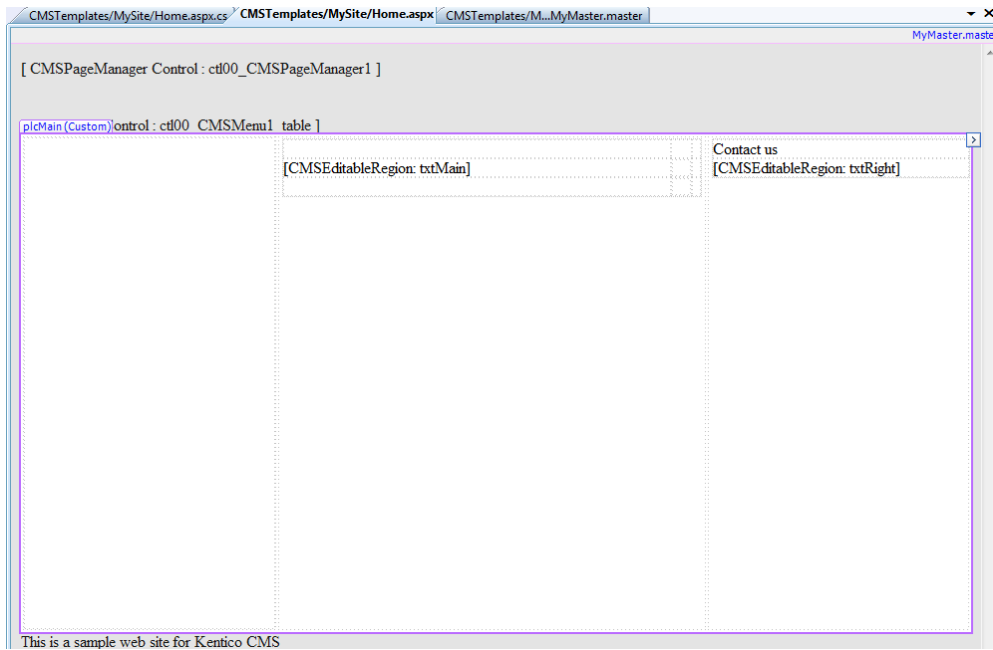 CMSTemplates/MySite/Home.aspx.cs CMSTemplates/MySite/Home.aspx CMSTemplates/M...MyMaster.master
MyMaster.maste
[ CMSPageManager Control : ctl00_CMSPageManager1 ]
plcMain (Custom) ontrol : ctl00_CMSMenu1_table ]
Contact us
[CMSEditableRegion: txtMain] [CMSEditableRegion: txtRight]
This is a sample web site for Kentico CMS